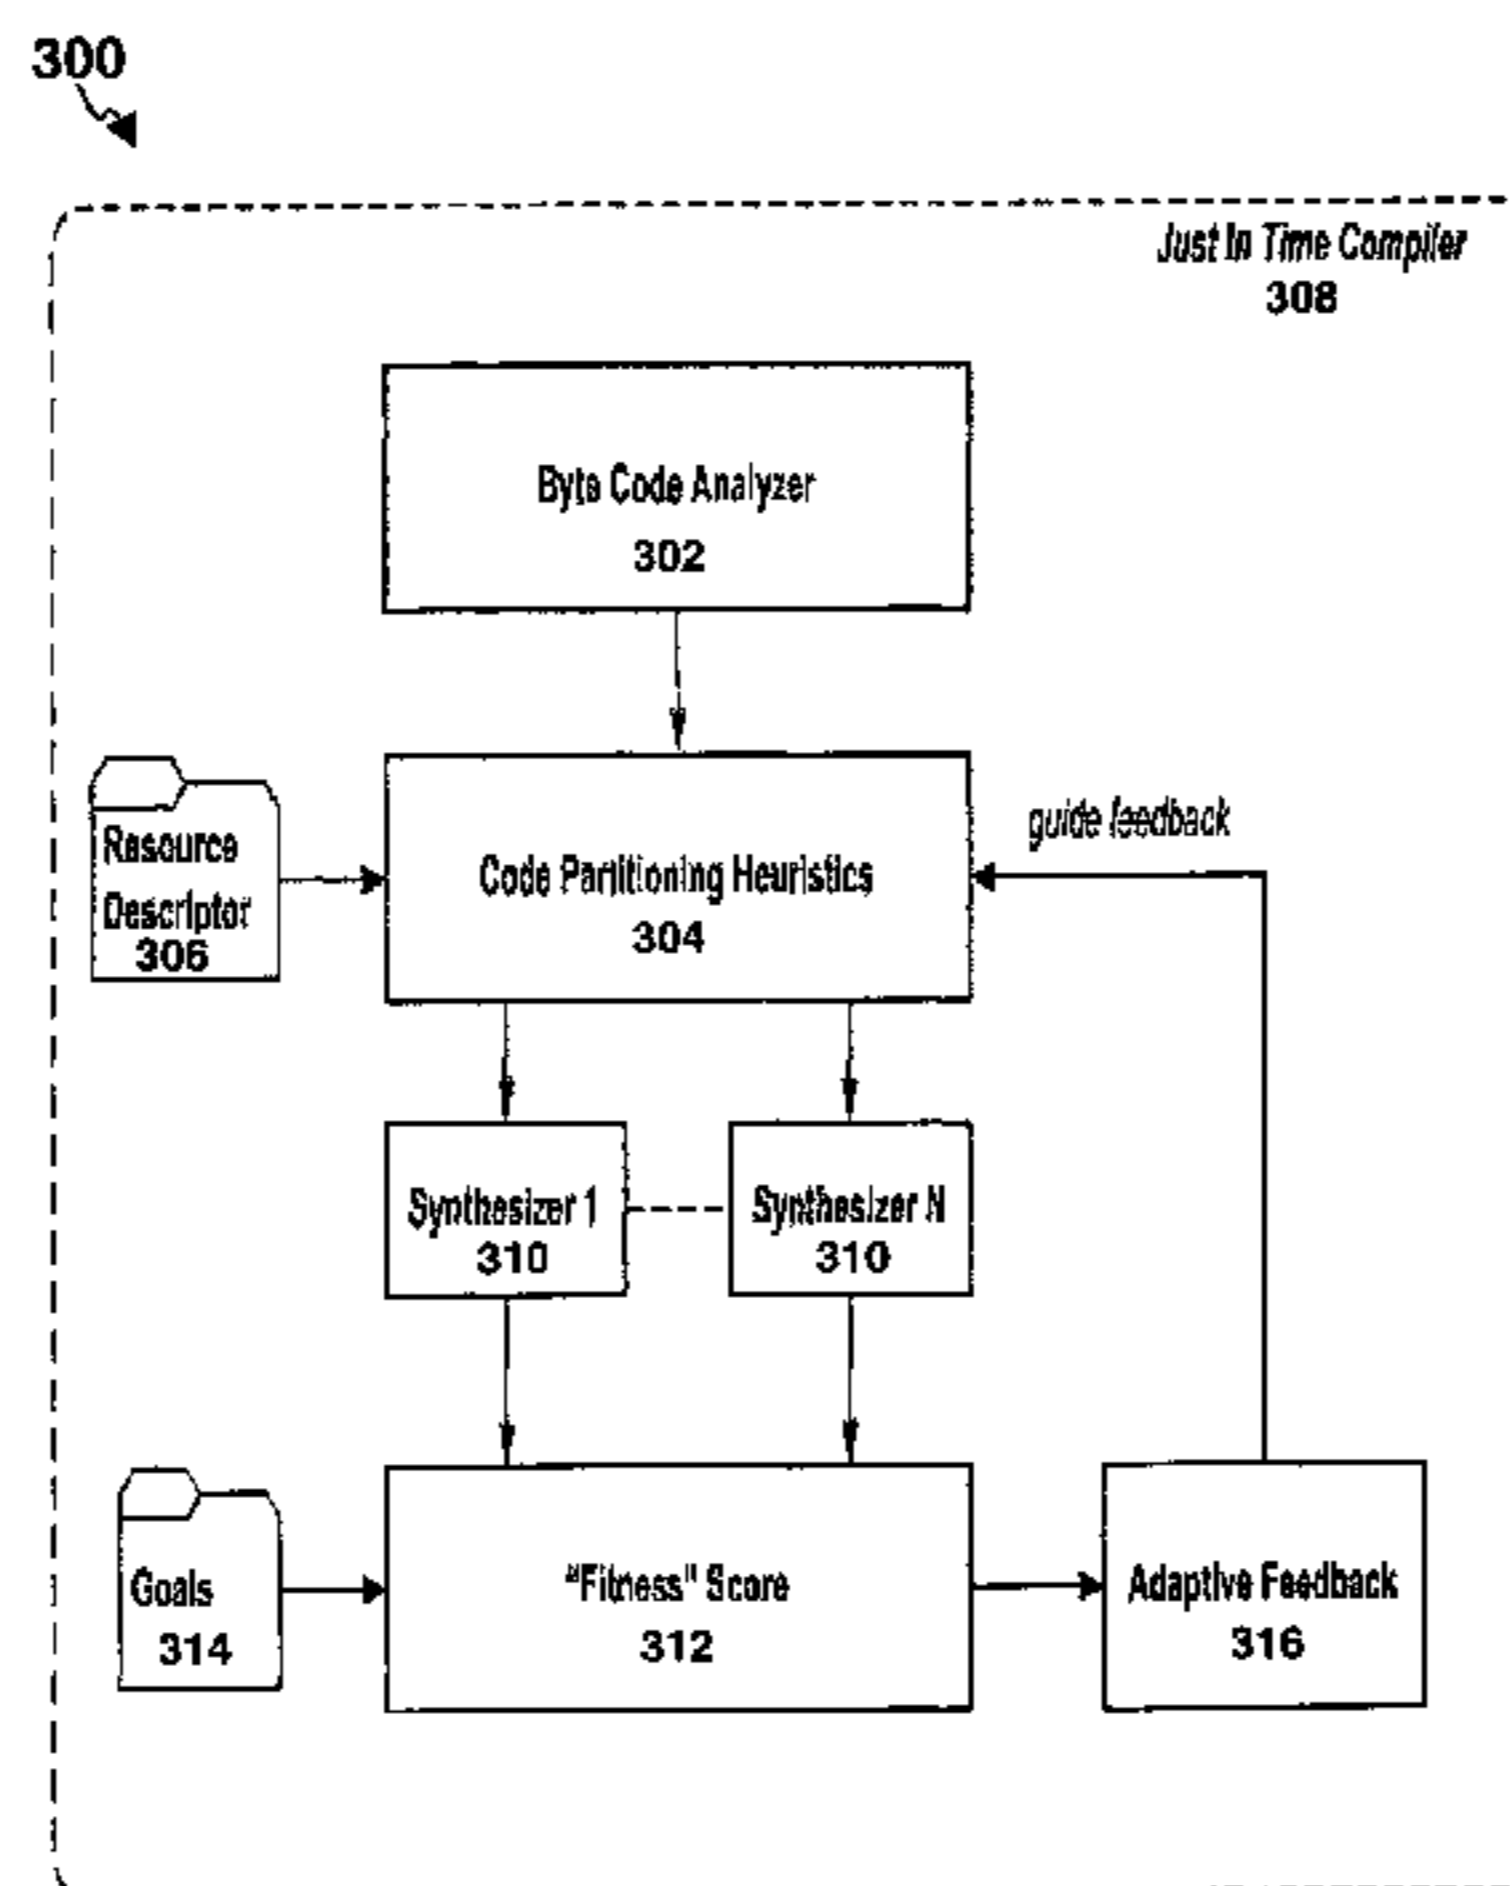 300
Just In Time Compiler
308
Byte Code Analyzer
302
Resource
Descriptor
306
Code Partitioning Heuristics
304
guide feedback
Synthesizer 1
310
Synthesizer N
310
Goals
314
"Fitness" Score
312
Adaptive Feedback
316